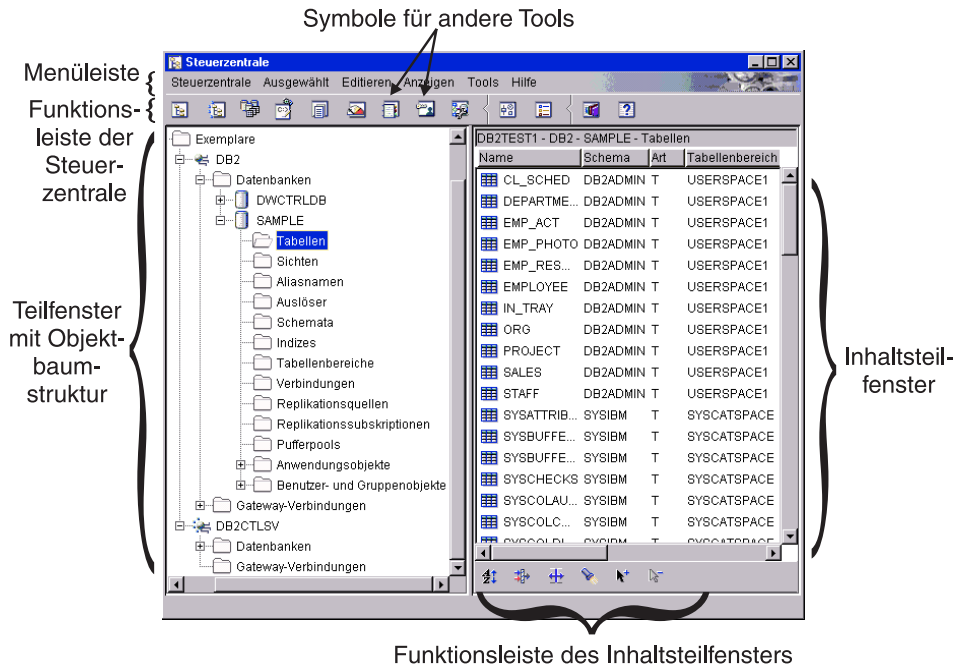 Symbole für andere Tools
Menüleiste
Funktions-
leiste der
Steuer-
zentrale
Teilfenster
mit Objekt-
baum-
struktur
Steuerzentrale
Steuerzentrale Ausgewählt Editieren Anzeigen Tools Hilfe
Exemplare
DB2
Datenbanken
DWCTRLDB
SAMPLE
Tabellen
Sichten
Aliasnamen
Auslöser
Schemata
Indizes
Tabellenbereiche
Verbindungen
Replikationsquellen
Replikationssubskriptionen
Pufferpools
Anwendungsobjekte
Benutzer- und Gruppenobjekte
Gateway-Verbindungen
DB2CTLSV
Datenbanken
Gateway-Verbindungen
DB2TEST1 - DB2 - SAMPLE - Tabellen
Name Schema Art Tabellenbereich
CL_SCHED DB2ADMIN T USERSPACE1
DEPARTME... DB2ADMIN T USERSPACE1
EMP_ACT DB2ADMIN T USERSPACE1
EMP_PHOTO DB2ADMIN T USERSPACE1
EMP_RES... DB2ADMIN T USERSPACE1
EMPLOYEE DB2ADMIN T USERSPACE1
IN_TRAY DB2ADMIN T USERSPACE1
ORG DB2ADMIN T USERSPACE1
PROJECT DB2ADMIN T USERSPACE1
SALES DB2ADMIN T USERSPACE1
STAFF DB2ADMIN T USERSPACE1
SYSATTRIB... SYSIBM T SYSCATSPACE
SYSBUFFE... SYSIBM T SYSCATSPACE
SYSBUFFE... SYSIBM T SYSCATSPACE
SYSCHECKS SYSIBM T SYSCATSPACE
SYSCOLAU... SYSIBM T SYSCATSPACE
SYSCOLC... SYSIBM T SYSCATSPACE
SYSCOLDI... SYSIBM T SYSCATSPACE
Inhaltsteil-
fenster
Funktionsleiste des Inhaltsteilfensters